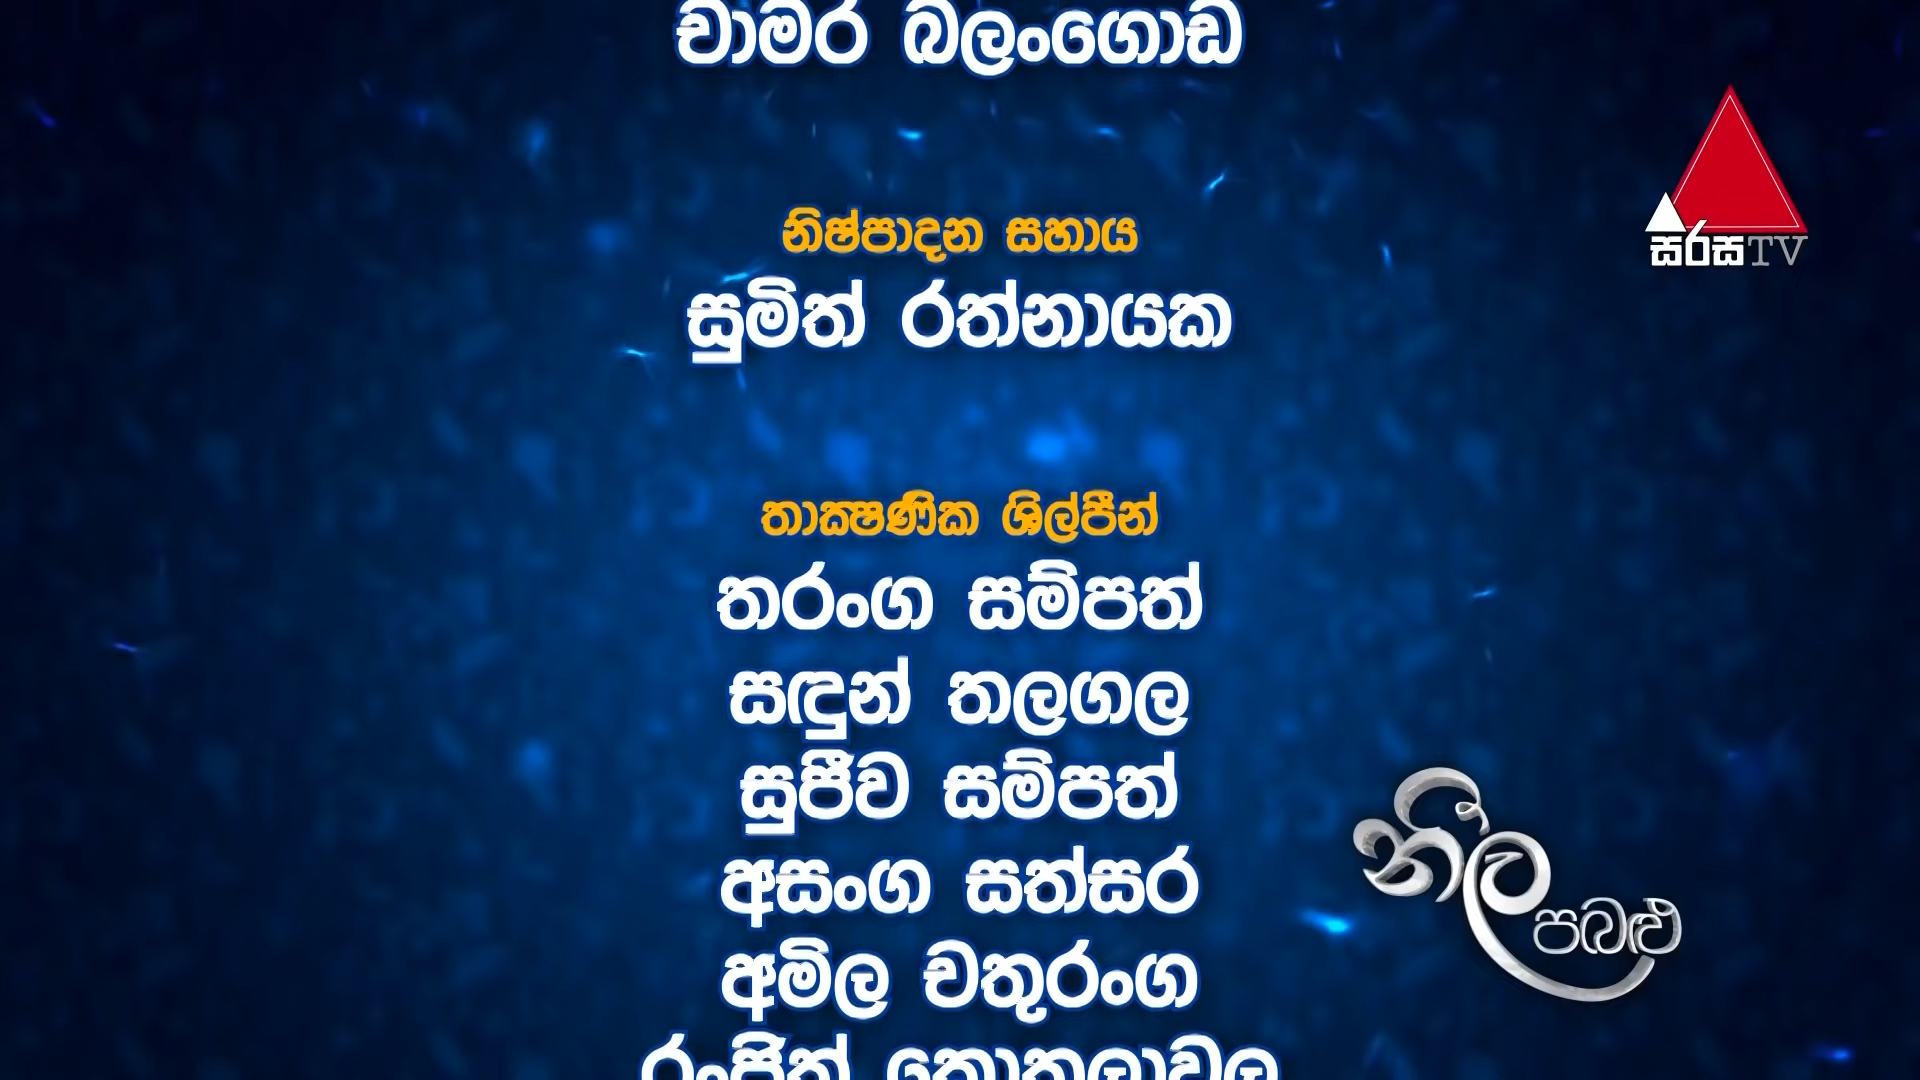 චාමර බලංගොඩ
සරසTV
නිෂ්පාදන සහාය
සුමිත් රත්නායක
තාක්‍ෂණික ශිල්පීන්
තරංග සම්පත්
සඳුන් තලගල
සුජීව සම්පත්
අසංග සත්සර
අමිල චතුරංග
නිල
පබළු
රංජිත්